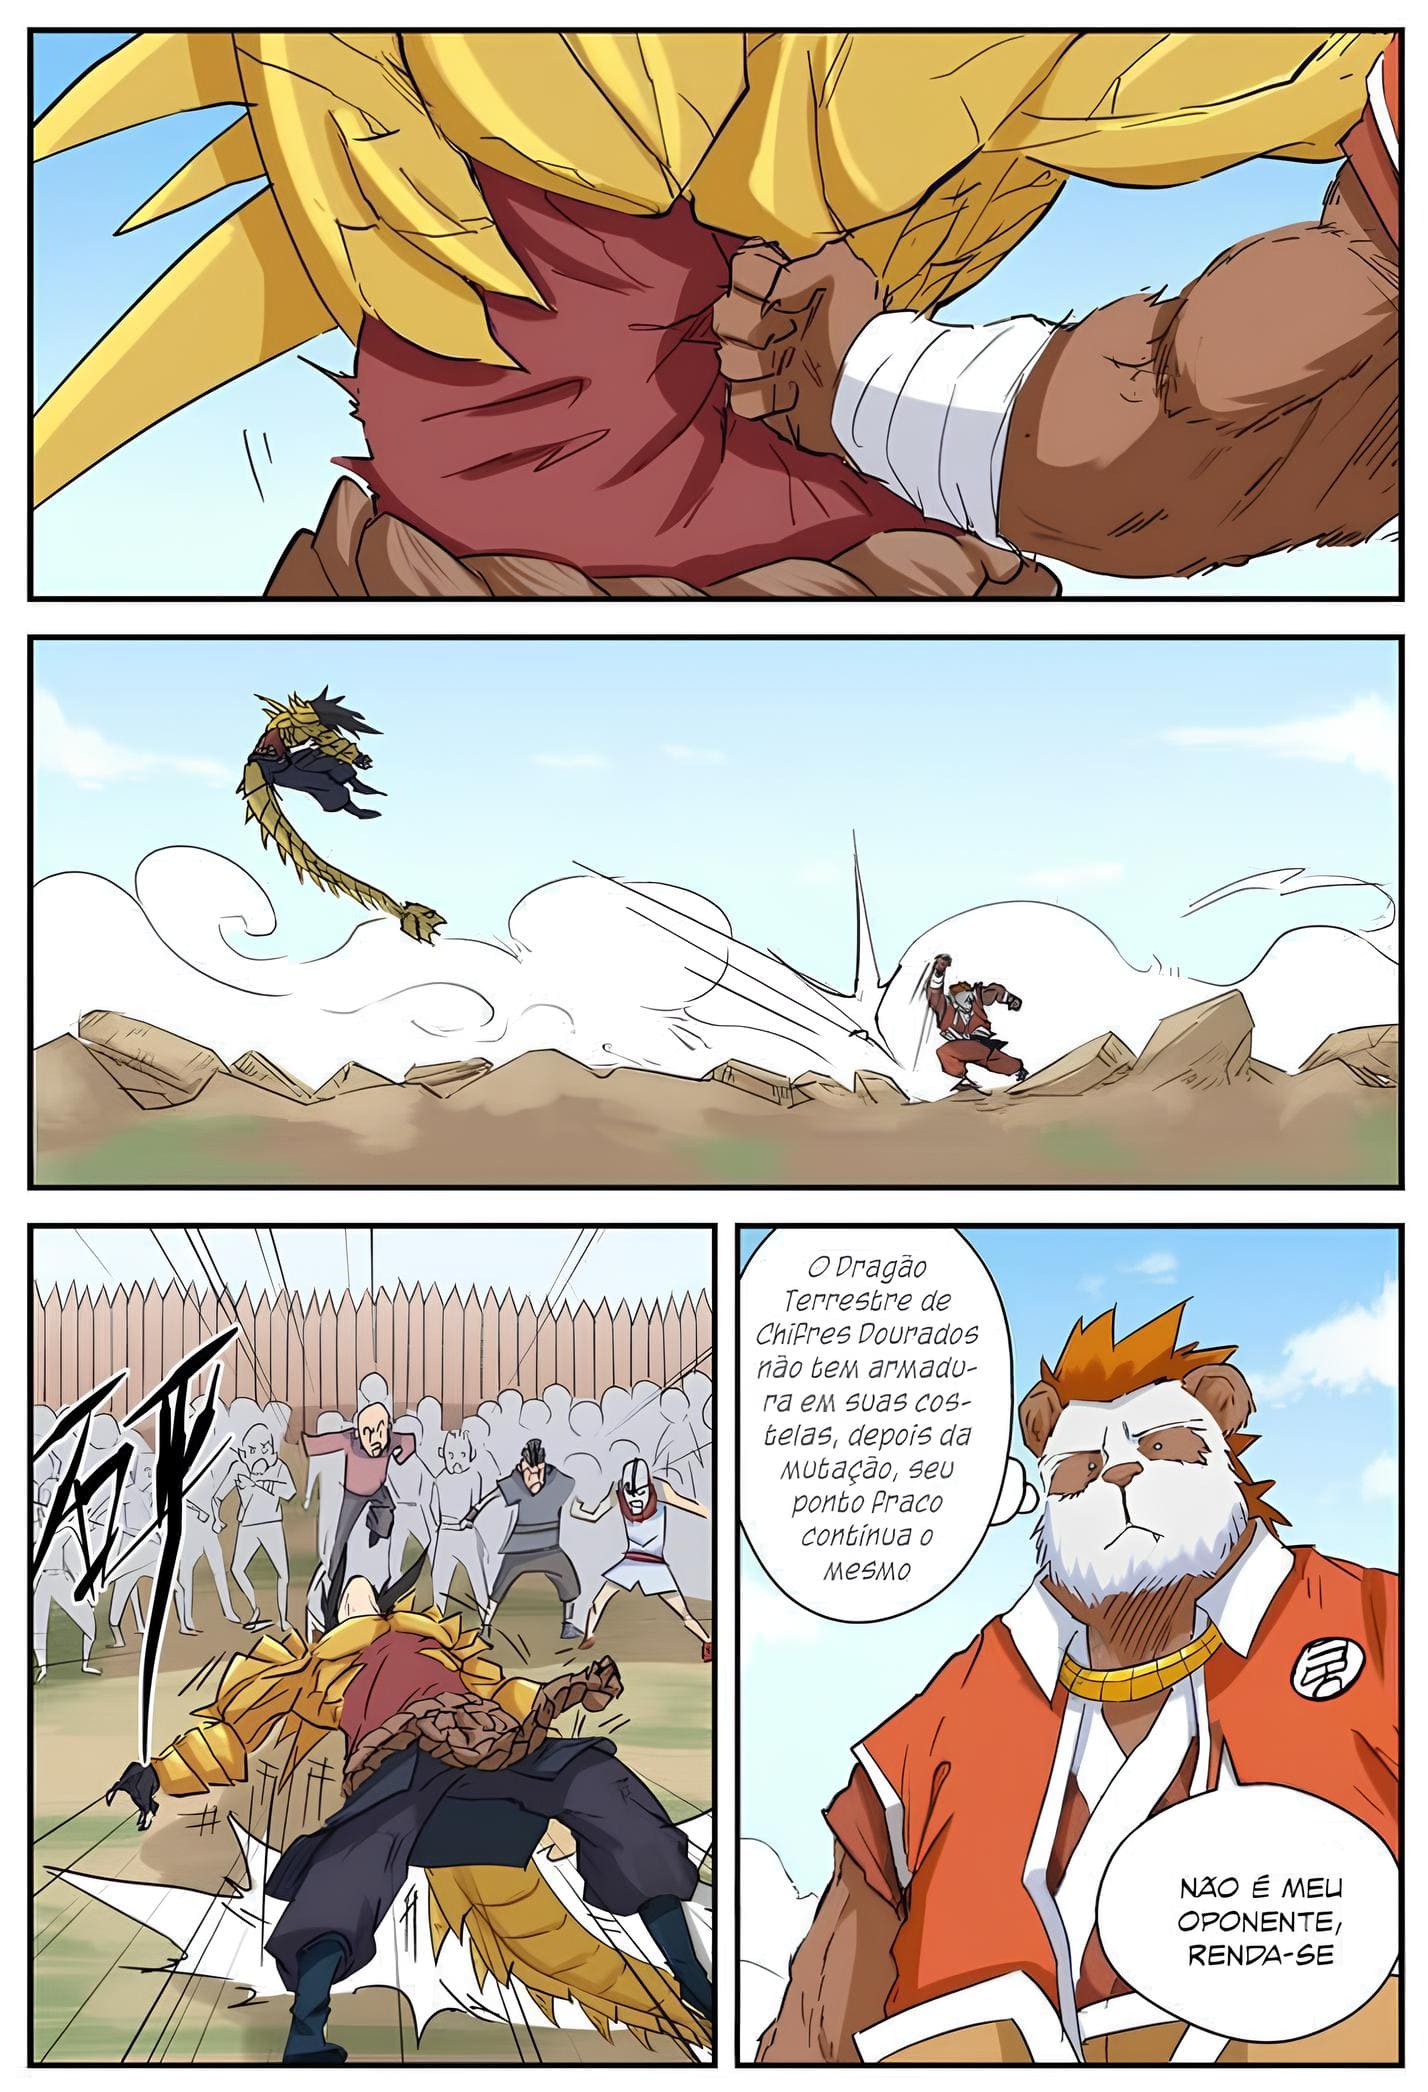 O Dragão
Terrestre de
Chifres Dourados
não tem armadu-
ra em suas cos-
telas, depois da
mutação, seu
ponto fraco
continua o
mesmo
NÃO É MEU
OPONENTE,
RENDA-SE